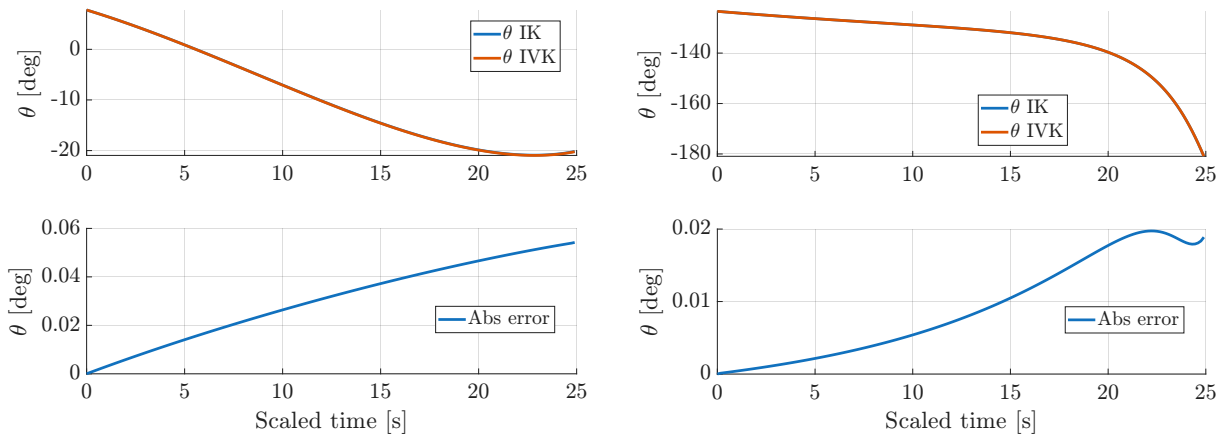 θ [deg]
0
-10
-20
θ IK
θ IVK
0 5 10 15 20 25
θ [deg]
-140
-160
-180
θ IK
θ IVK
0 5 10 15 20 25
θ [deg]
0.06
0.04
0.02
0
Abs error
0 5 10 15 20 25
Scaled time [s]
θ [deg]
0.02
0.01
0
Abs error
0 5 10 15 20 25
Scaled time [s]